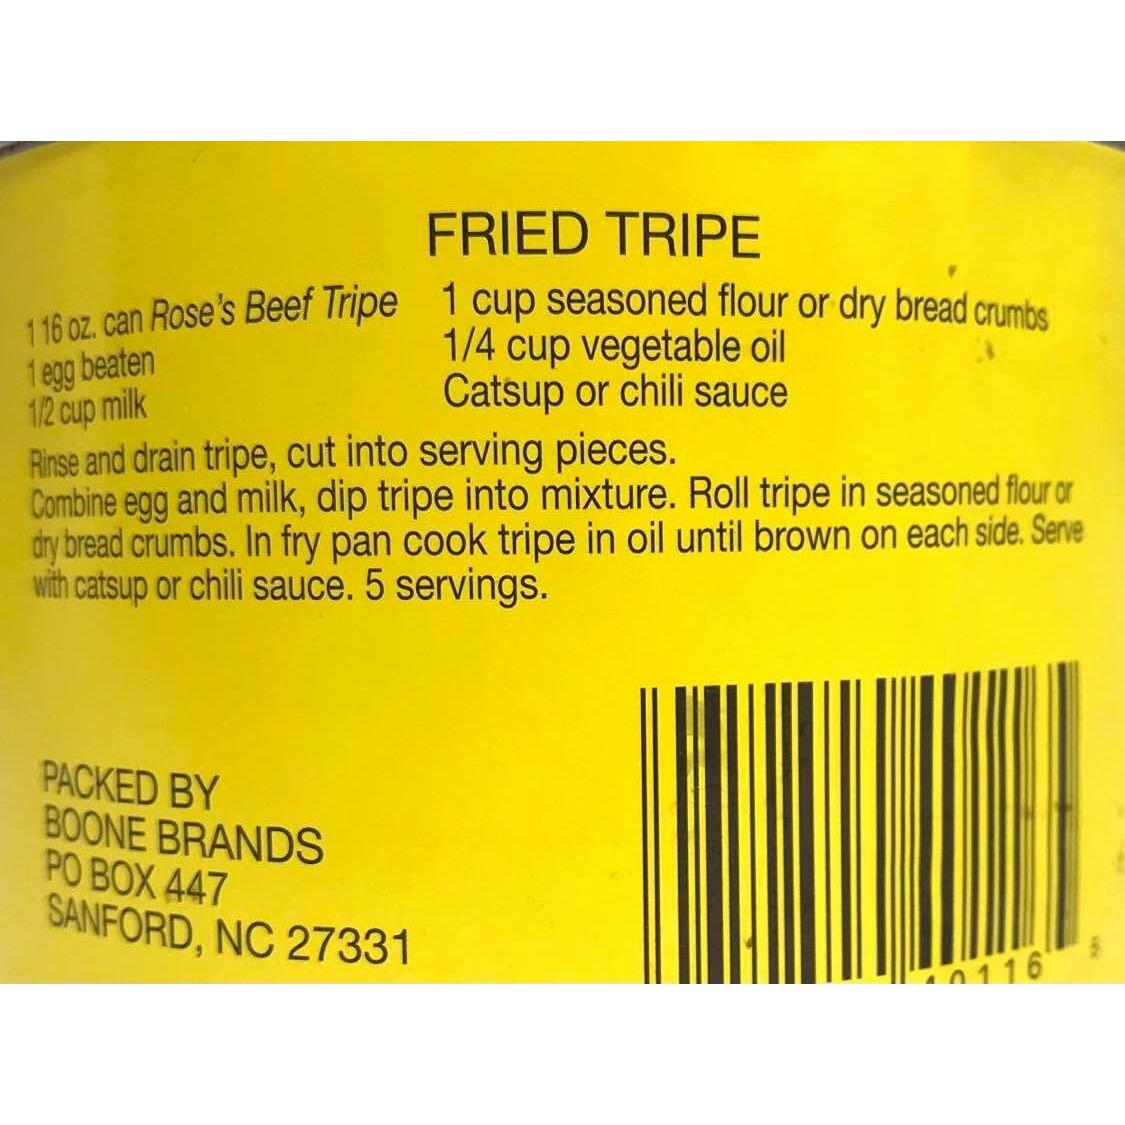 FRIED TRIPE
1 16 oz. can Rose's Beef Tripe
1 egg beaten
1/2 cup milk
1 cup seasoned flour or dry bread crumbs
1/4 cup vegetable oil
Catsup or chili sauce
Rinse and drain tripe, cut into serving pieces.
Combine egg and milk, dip tripe into mixture. Roll tripe in seasoned flour or
dry bread crumbs. In fry pan cook tripe in oil until brown on each side. Serve
with catsup or chili sauce. 5 servings.
PACKED BY
BOONE BRANDS
PO BOX 447
SANFORD, NC 27331
10116